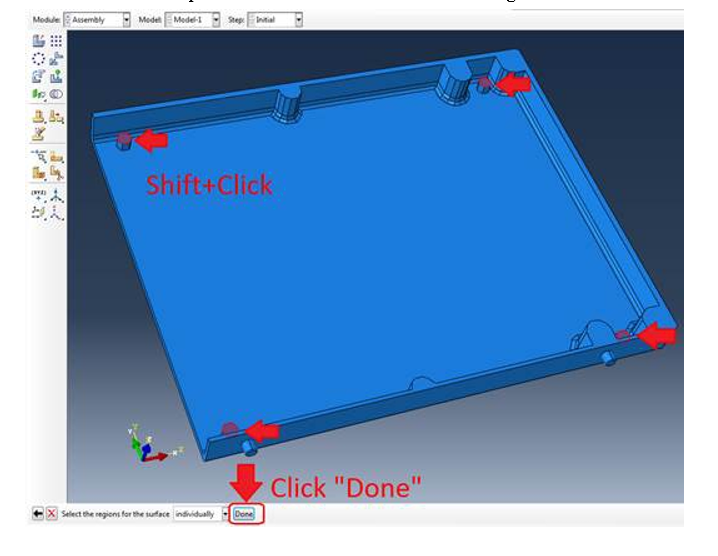 Module: Assembly Model: Model-1 Step: Initial
Shift+Click
Click "Done"
Select the regions for the surface individually Done